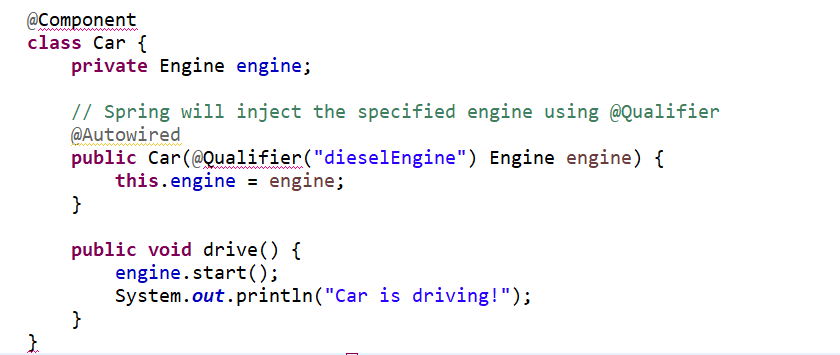 @Component
class Car {
    private Engine engine;

    // Spring will inject the specified engine using @Qualifier
    @Autowired
    public Car(@Qualifier("dieselEngine") Engine engine) {
        this.engine = engine;
    }

    public void drive() {
        engine.start();
        System.out.println("Car is driving!");
    }
}